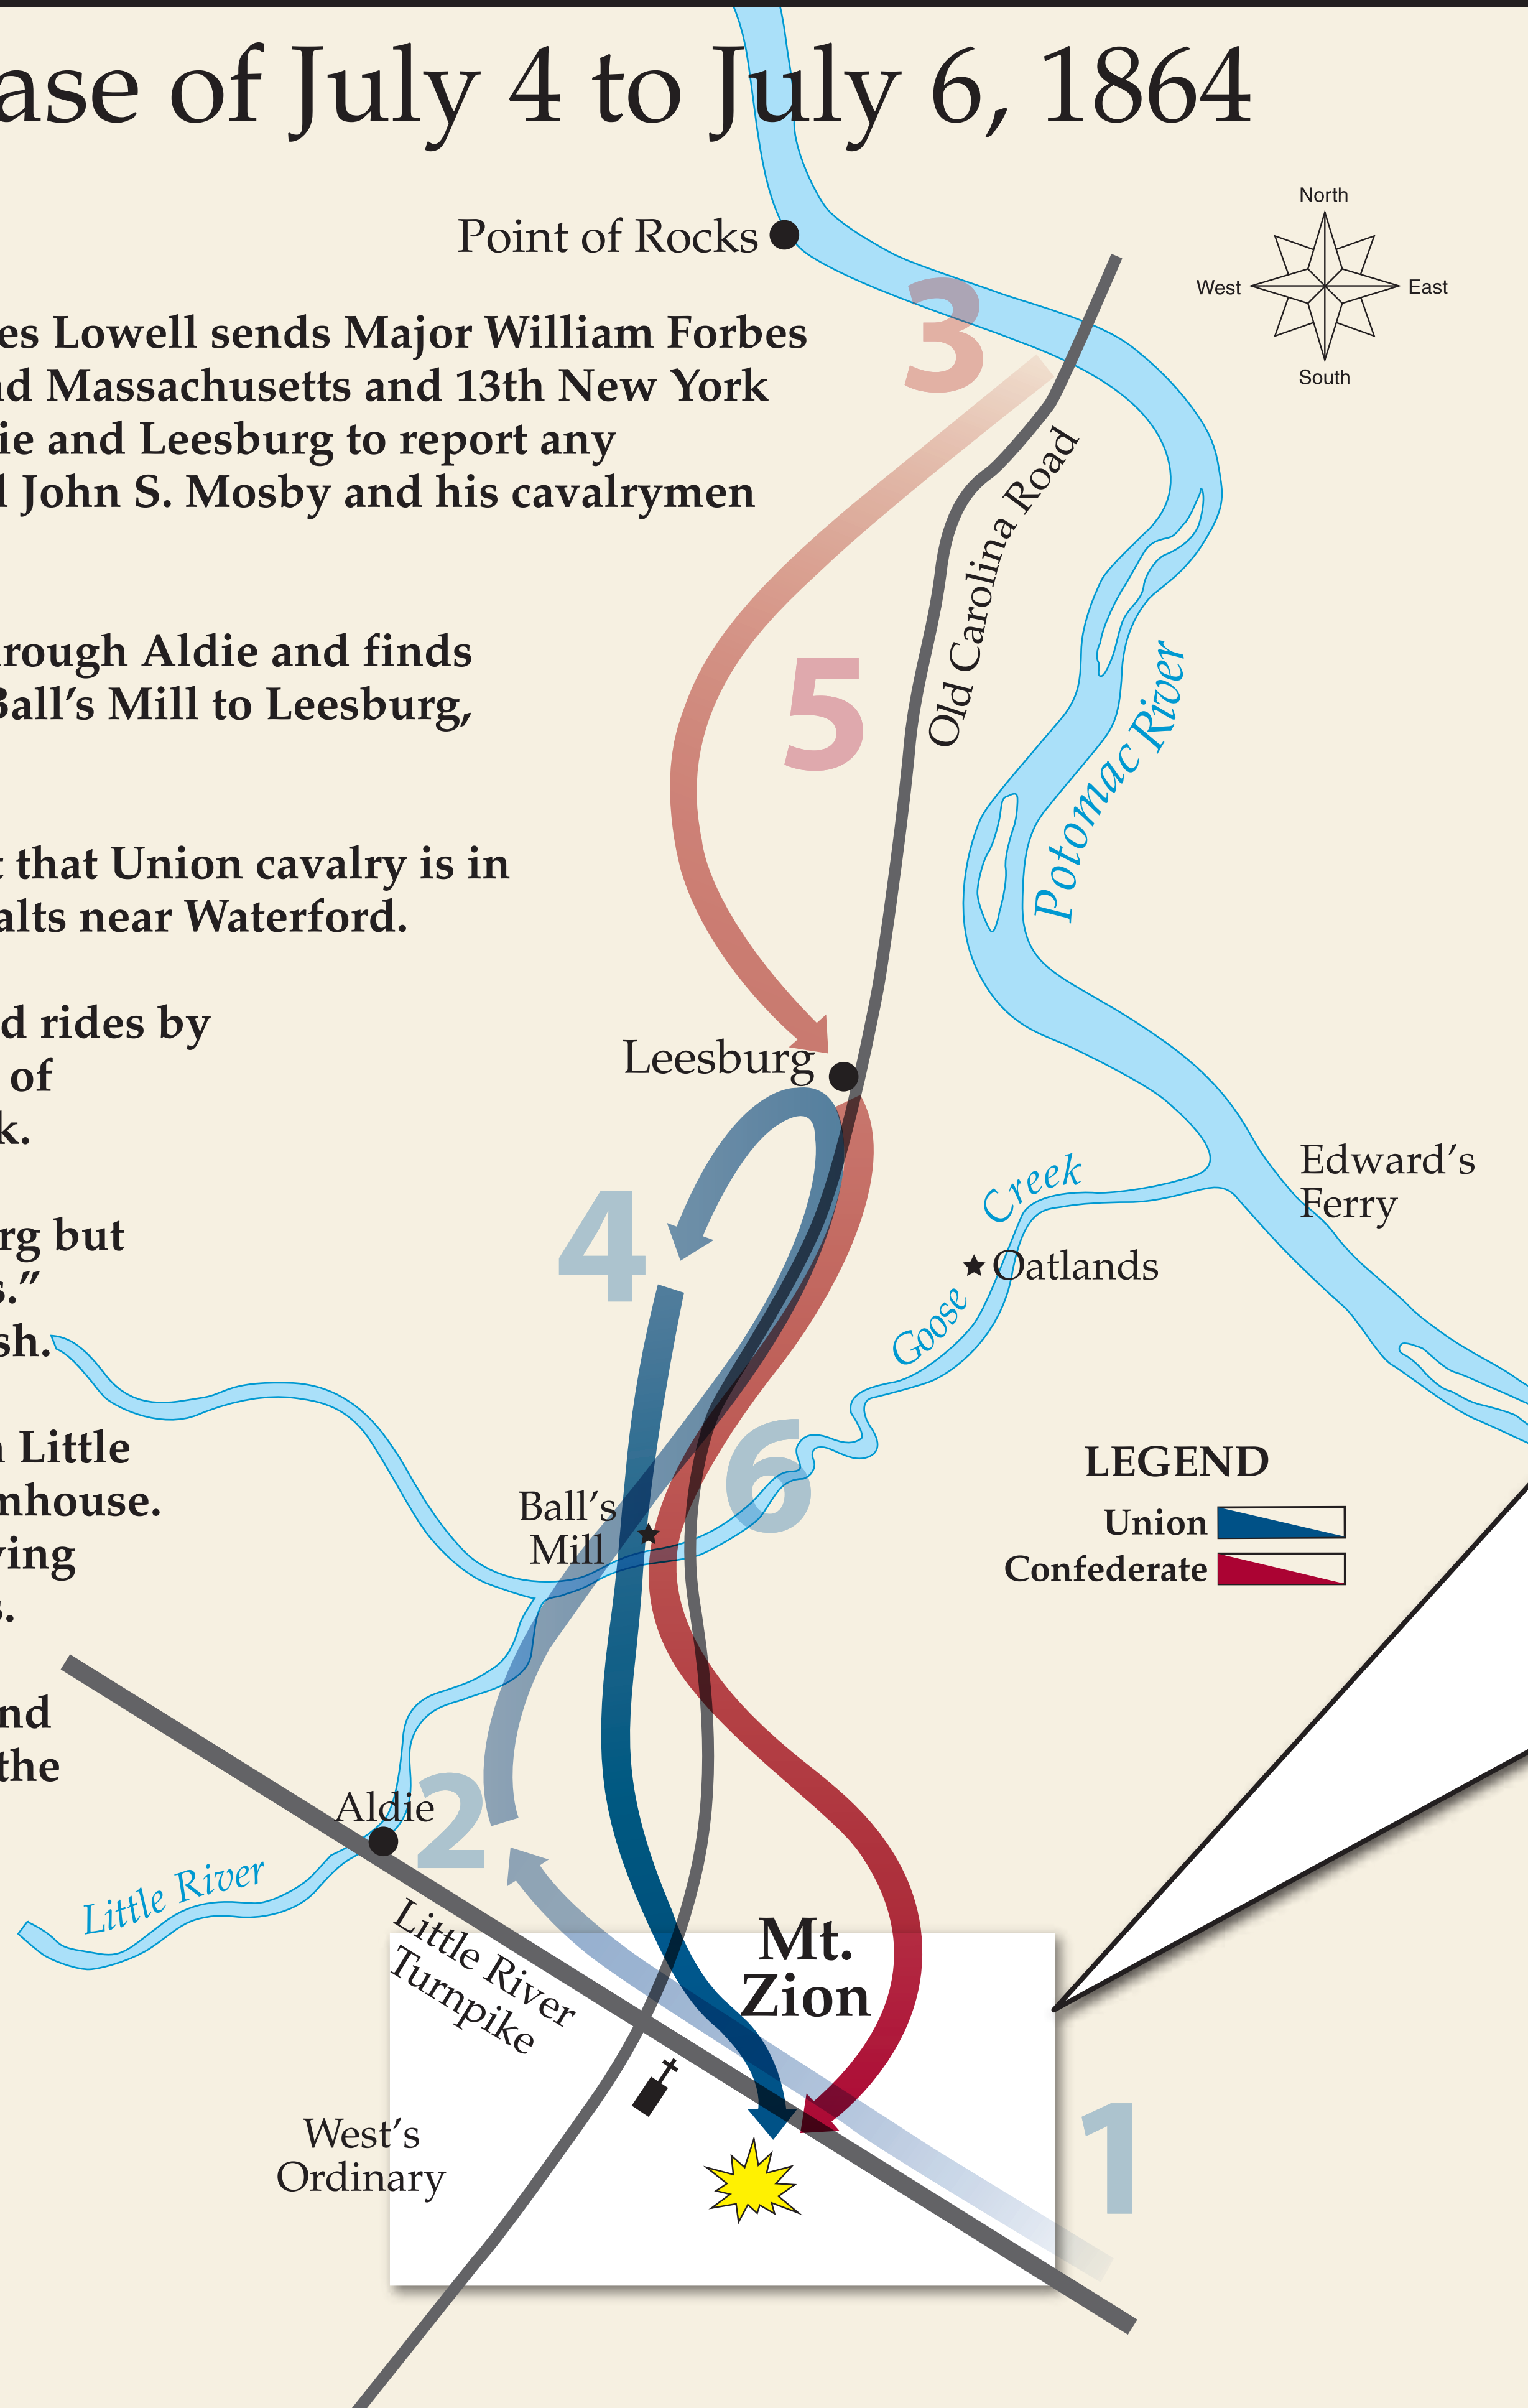 ase of July 4 to July 6, 1864
North
West
East
South
Point of Rocks
3
es Lowell sends Major William Forbes
nd Massachusetts and 13th New York
ie and Leesburg to report any
l John S. Mosby and his cavalrymen
Old Carolina Road
rough Aldie and finds
Ball’s Mill to Leesburg,
5
Potomac River
t that Union cavalry is in
alts near Waterford.
d rides by
of
k.
Leesburg
Edward’s
Ferry
Creek
4
Oatlands
Goose
rg but
s.”
sh.
n Little
mhouse.
ving
s.
6
Ball’s
Mill
LEGEND
Union
Confederate
nd
the
Aldie
2
Little River
Little River
Turnpike
Mt.
Zion
West’s
Ordinary
1